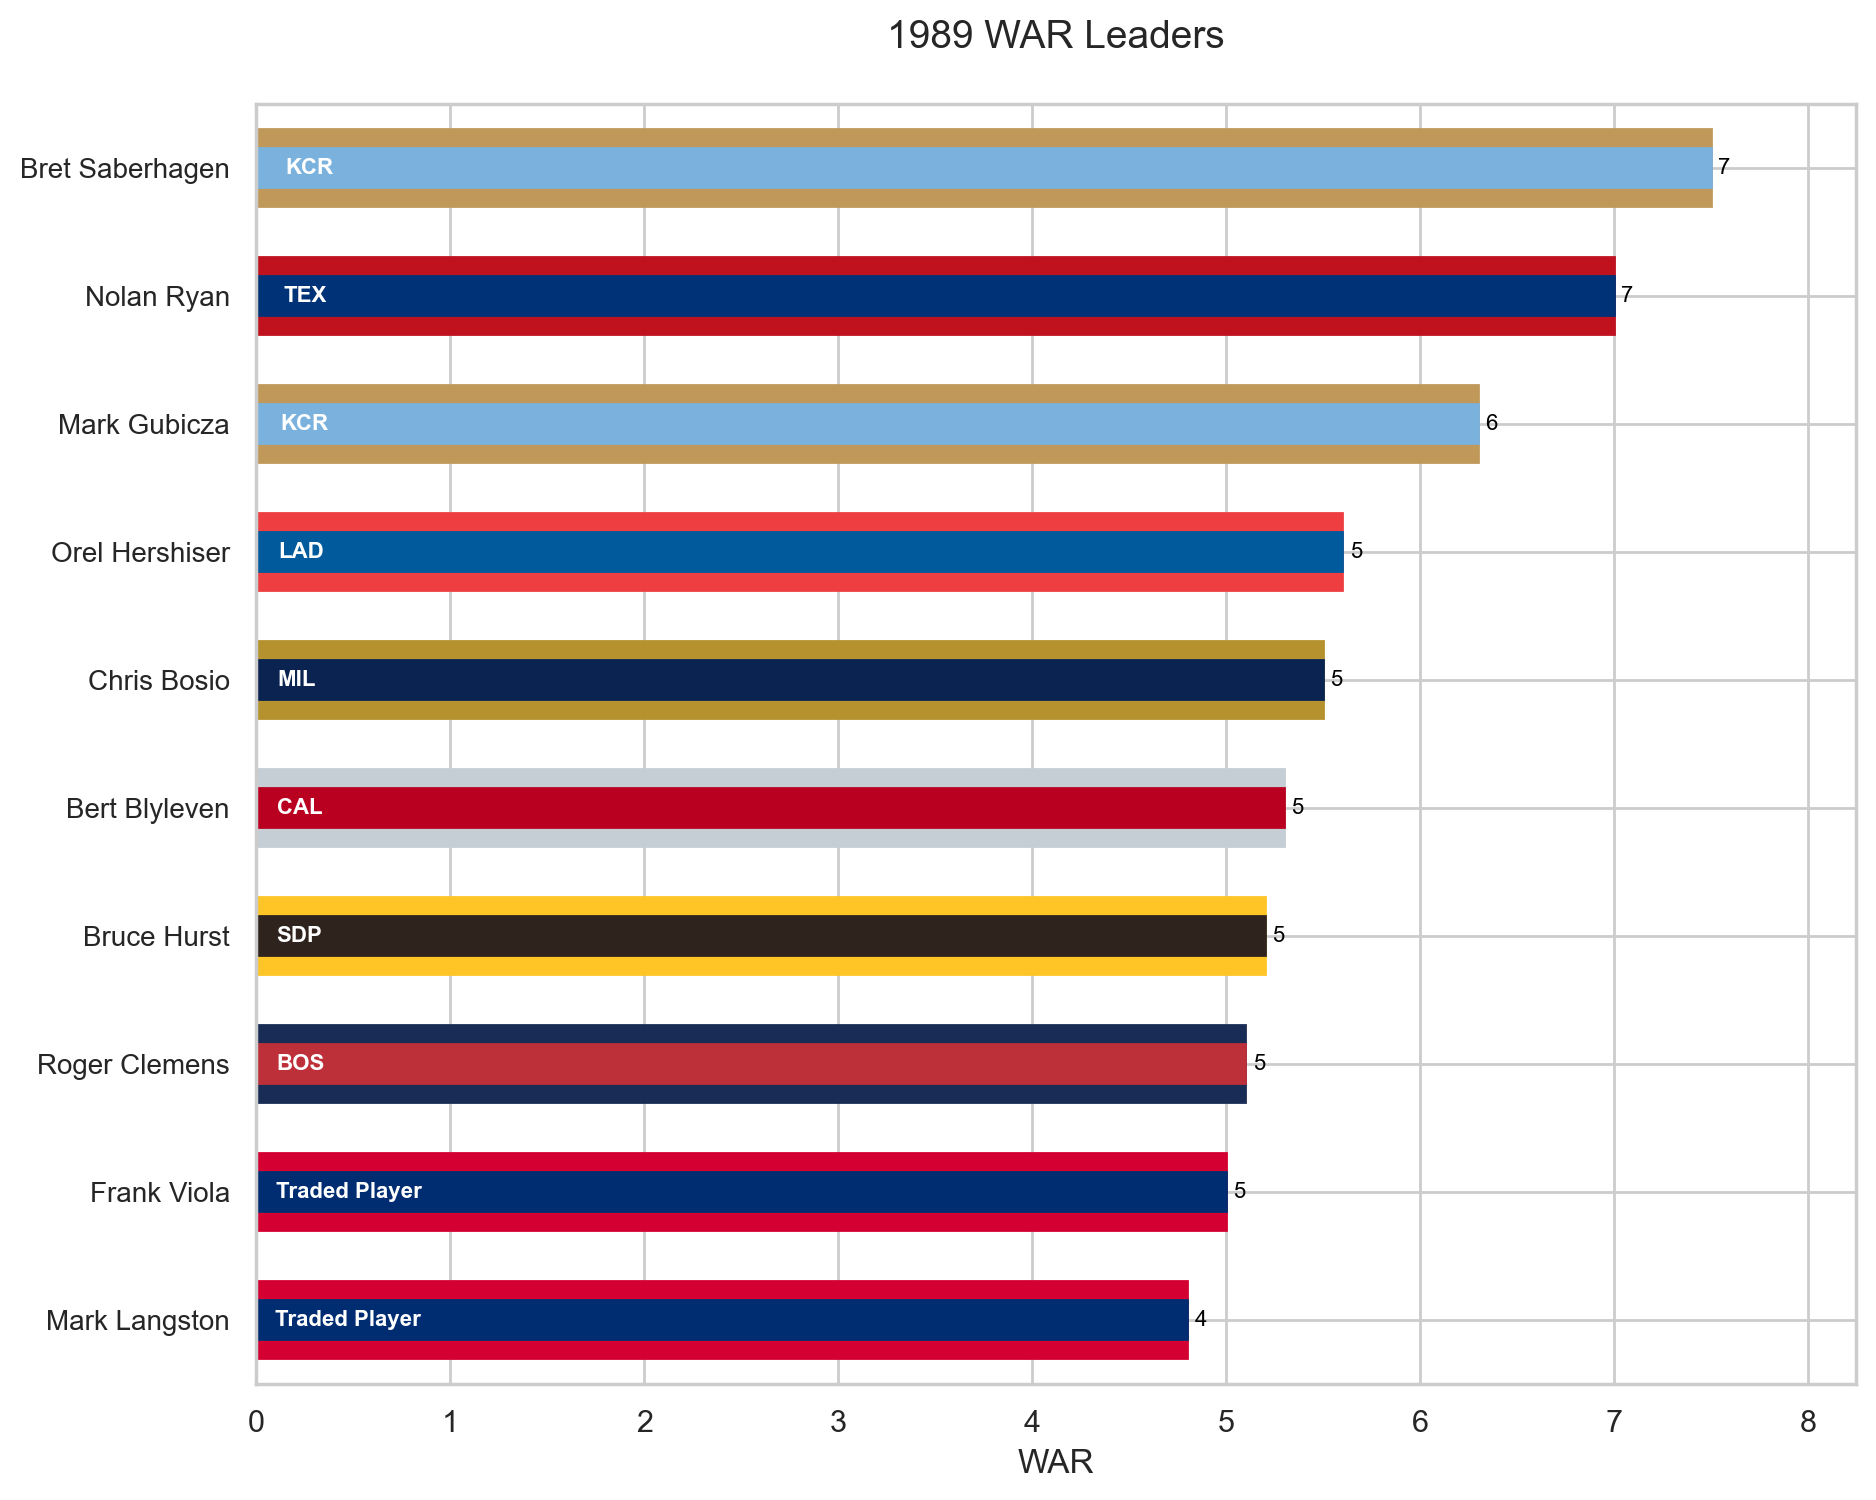 1989 WAR Leaders
Bret Saberhagen
KCR
7
Nolan Ryan
TEX
7
Mark Gubicza
KCR
6
Orel Hershiser
LAD
5
Chris Bosio
MIL
5
Bert Blyleven
CAL
5
Bruce Hurst
SDP
5
Roger Clemens
BOS
5
Frank Viola
Traded Player
5
Mark Langston
Traded Player
4
0 1 2 3 4 5 6 7 8
WAR